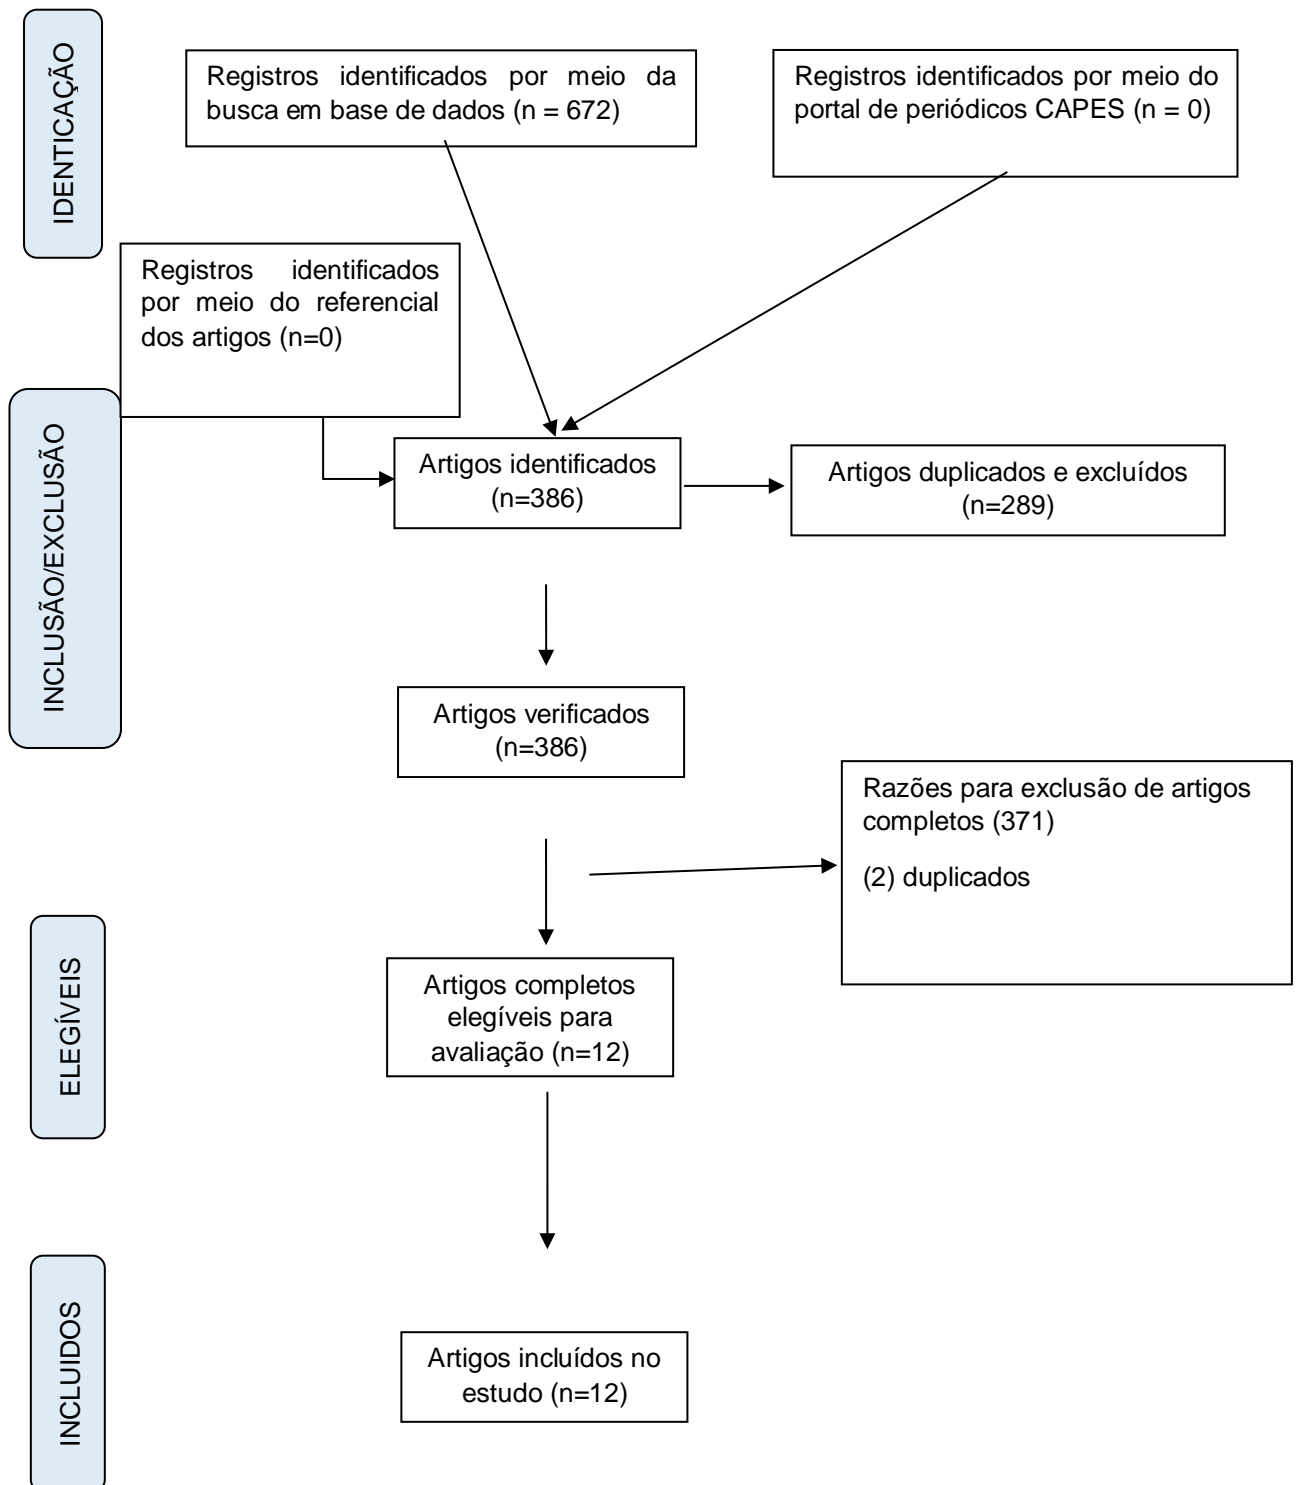 IDENTICAÇÃO
Registros identificados por meio da
busca em base de dados (n = 672)
Registros identificados por meio do
portal de periódicos CAPES (n = 0)
Registros identificados
por meio do referencial
dos artigos (n=0)
INCLUSÃO/EXCLUSÃO
Artigos identificados
(n=386)
Artigos duplicados e excluídos
(n=289)
Artigos verificados
(n=386)
Razões para exclusão de artigos
completos (371)
(2) duplicados
ELEGÍVEIS
Artigos completos
elegíveis para
avaliação (n=12)
INCLUIDOS
Artigos incluídos no
estudo (n=12)